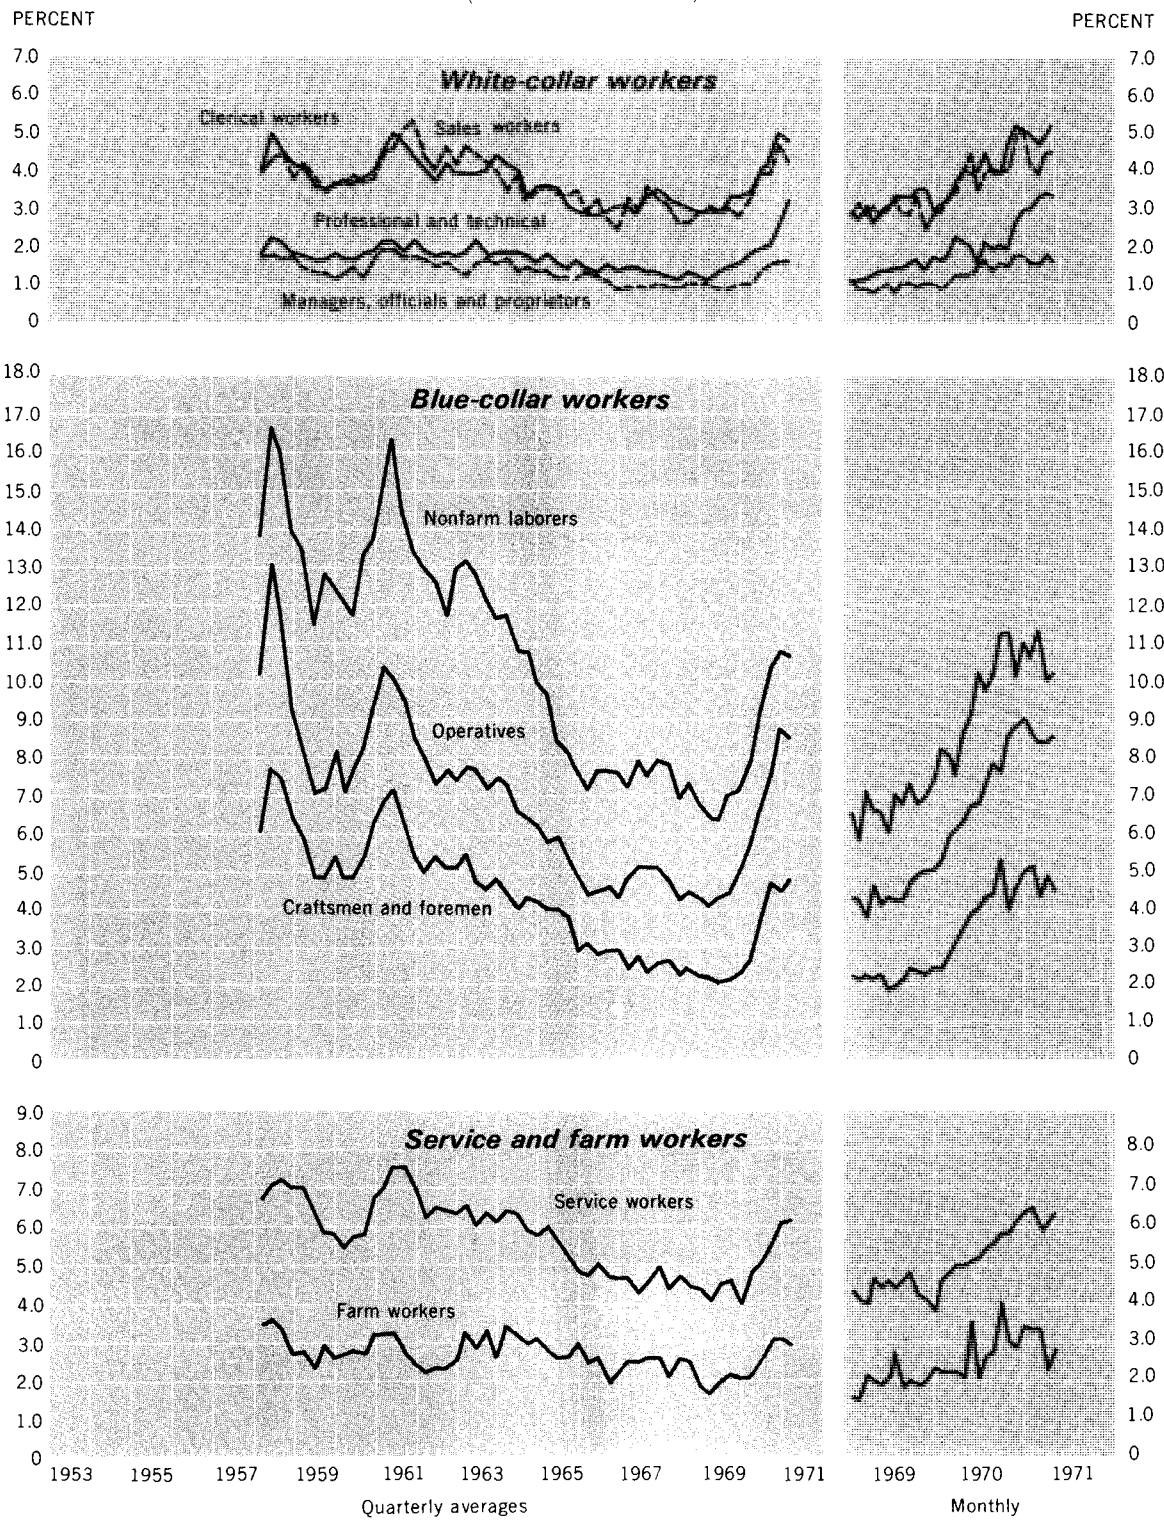 PERCENT PERCENT
7.0 7.0
White-collar workers
6.0 6.0
Clerical workers
Sales workers
5.0 5.0
4.0 4.0
3.0 3.0
Professional and technical
2.0 2.0
1.0 1.0
Managers, officials and proprietors
0 0
18.0 18.0
Blue-collar workers
17.0 17.0
16.0 16.0
15.0 15.0
Nonfarm laborers
14.0 14.0
13.0 13.0
12.0 12.0
11.0 11.0
10.0 10.0
9.0 9.0
Operatives
8.0 8.0
7.0 7.0
6.0 6.0
5.0 5.0
Craftsmen and foremen
4.0 4.0
3.0 3.0
2.0 2.0
1.0 1.0
0 0
9.0
Service and farm workers
8.0 8.0
7.0 7.0
Service workers
6.0 6.0
5.0 5.0
4.0 4.0
Farm workers
3.0 3.0
2.0 2.0
1.0 1.0
0 0
1953 1955 1957 1959 1961 1963 1965 1967 1969 1971 1969 1970 1971
Quarterly averages Monthly